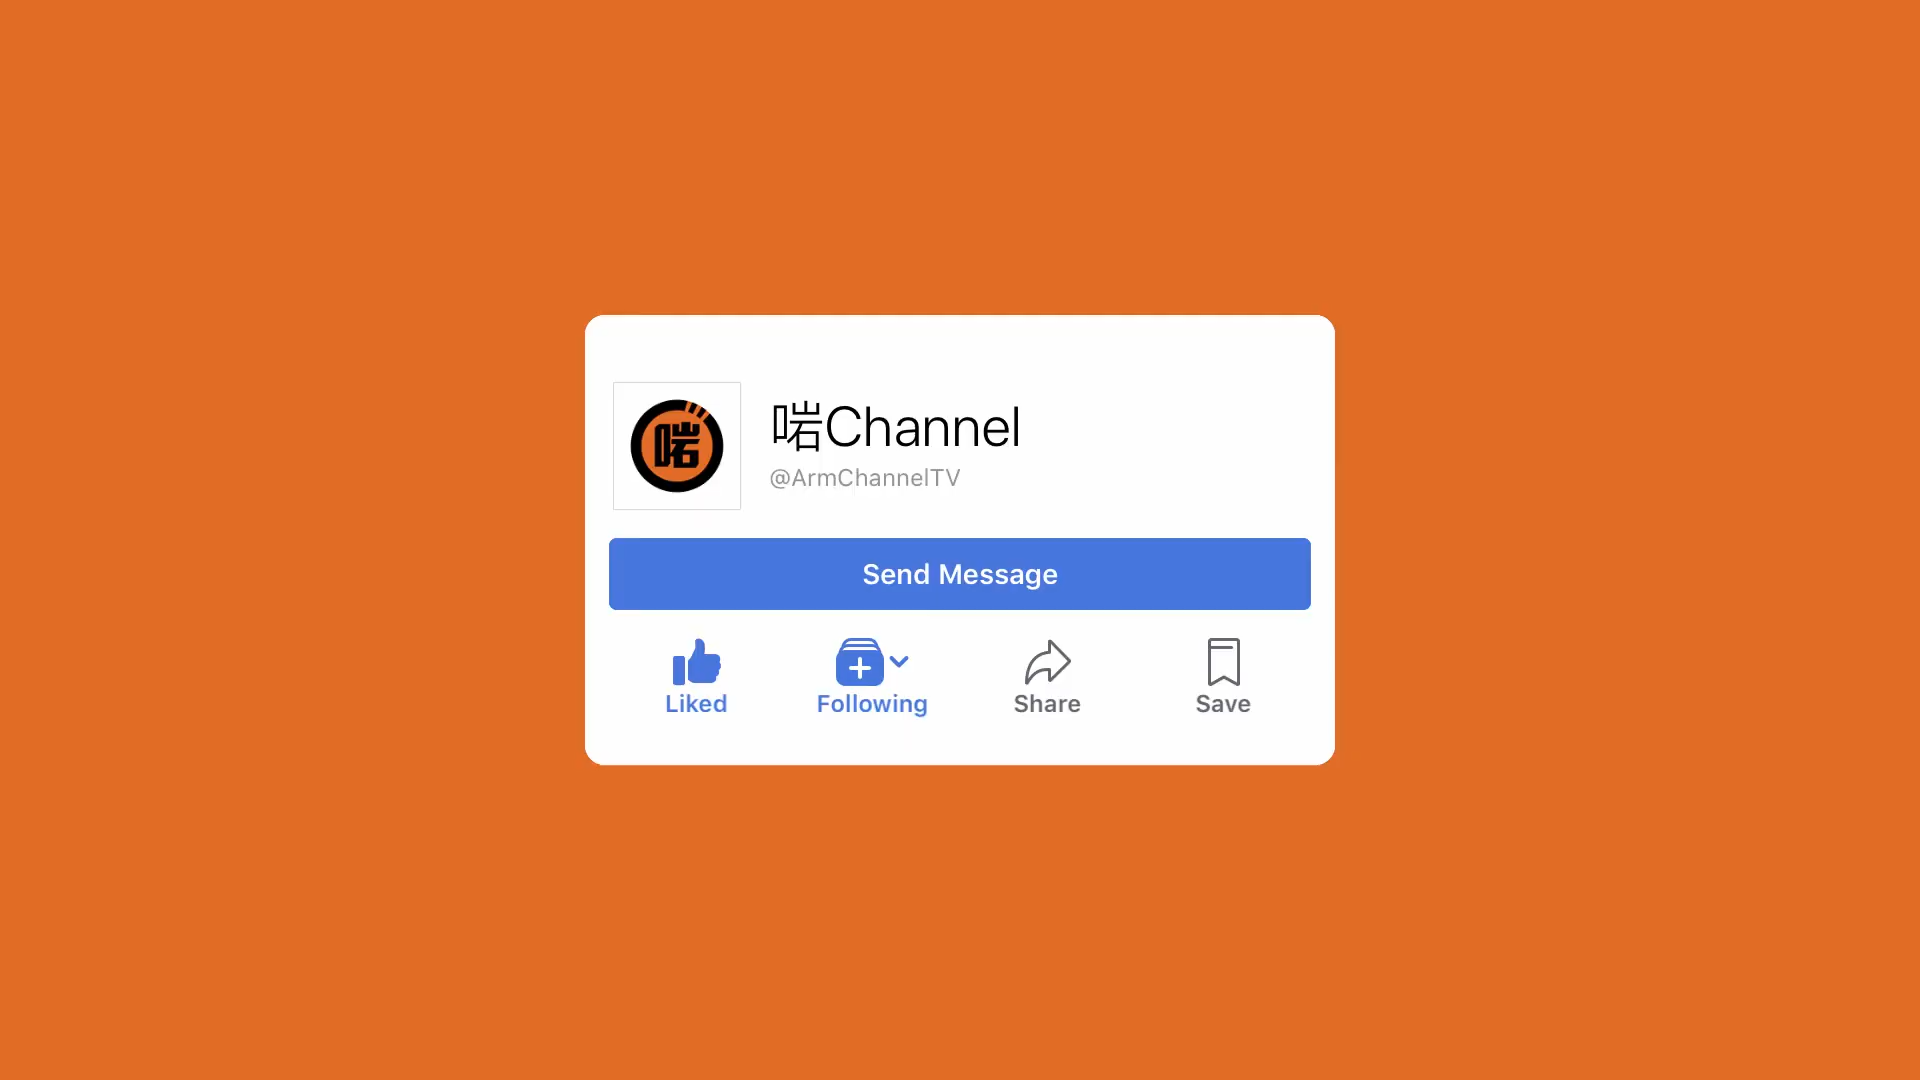 啱
啱Channel
@ArmChannelTV
Send Message
Liked
Following
Share
Save